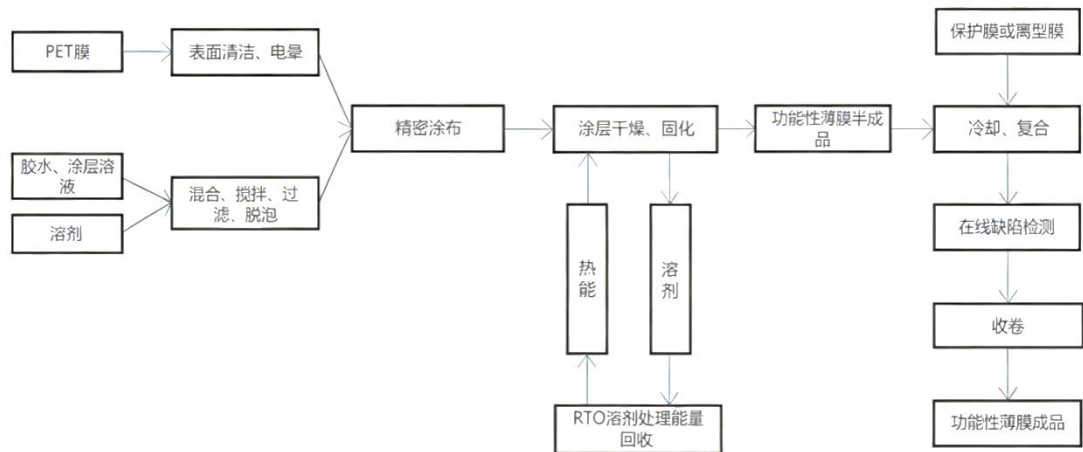 PET膜
表面清洁、电晕
胶水、涂层溶
液
溶剂
混合、搅拌、过
滤、脱泡
精密涂布
涂层干燥、固化
热
能
溶
剂
RTO溶剂处理能量
回收
功能性薄膜半成
品
保护膜或离型膜
冷却、复合
在线缺陷检测
收卷
功能性薄膜成品